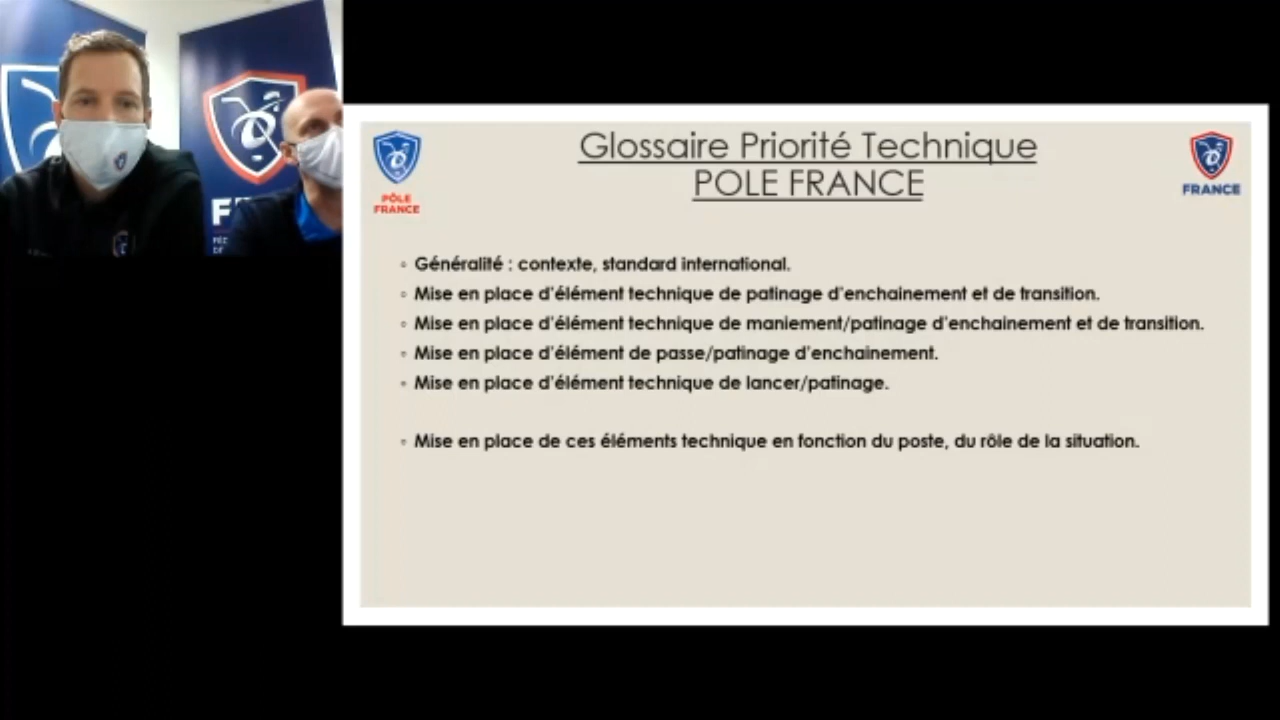 Glossaire Priorité Technique
POLE FRANCE
PÔLE
FRANCE
FRANCE
Généralité : contexte, standard international.
Mise en place d'élément technique de patinage d'enchainement et de transition.
Mise en place d'élément technique de maniement/patinage d'enchainement et de transition.
Mise en place d'élément de passe/patinage d'enchainement.
Mise en place d'élément technique de lancer/patinage.
Mise en place de ces éléments technique en fonction du poste, du rôle de la situation.